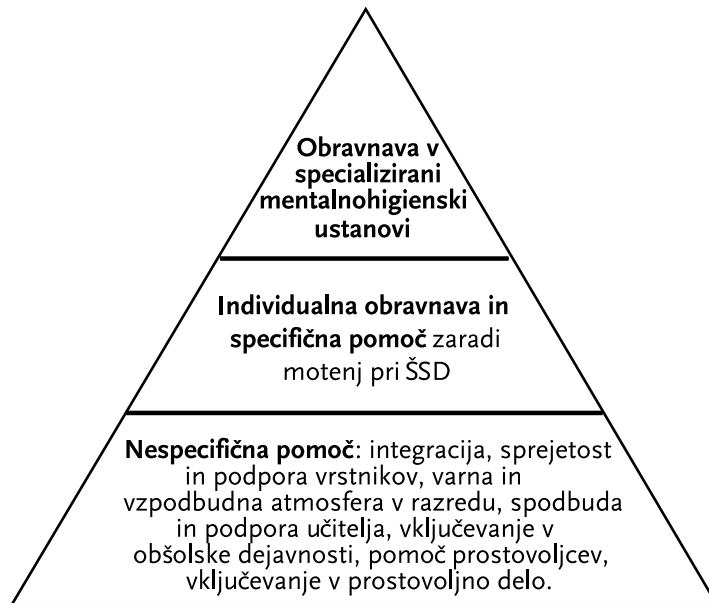 Obravnava v
specializirani
mentalnohigienski
ustanovi
Individualna obravnava in
specifična pomoč zaradi
motenj pri ŠSD
Nespecifična pomoč: integracija, sprejetost
in podpora vrstnikov, varna in
vzpodbudna atmosfera v razredu, spodbuda
in podpora učitelja, vključevanje v
obšolske dejavnosti, pomoč prostovoljcev,
vključevanje v prostovoljno delo.